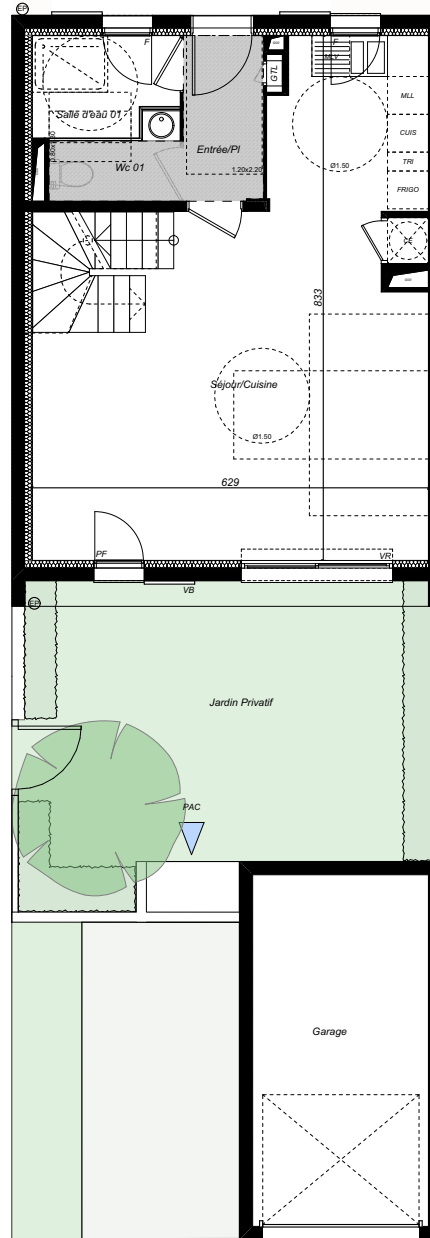 EP
F
F
MLV
GTL
MLL
Salle d'eau 01
Ø1.50
CUIS
Entrée/Pl
TRI
Wc 01
1.20x2.20
FRIGO
CE
833
Séjour/Cuisine
Ø1.50
629
PF
VR
VB
EP
Jardin Privatif
PAC
Garage